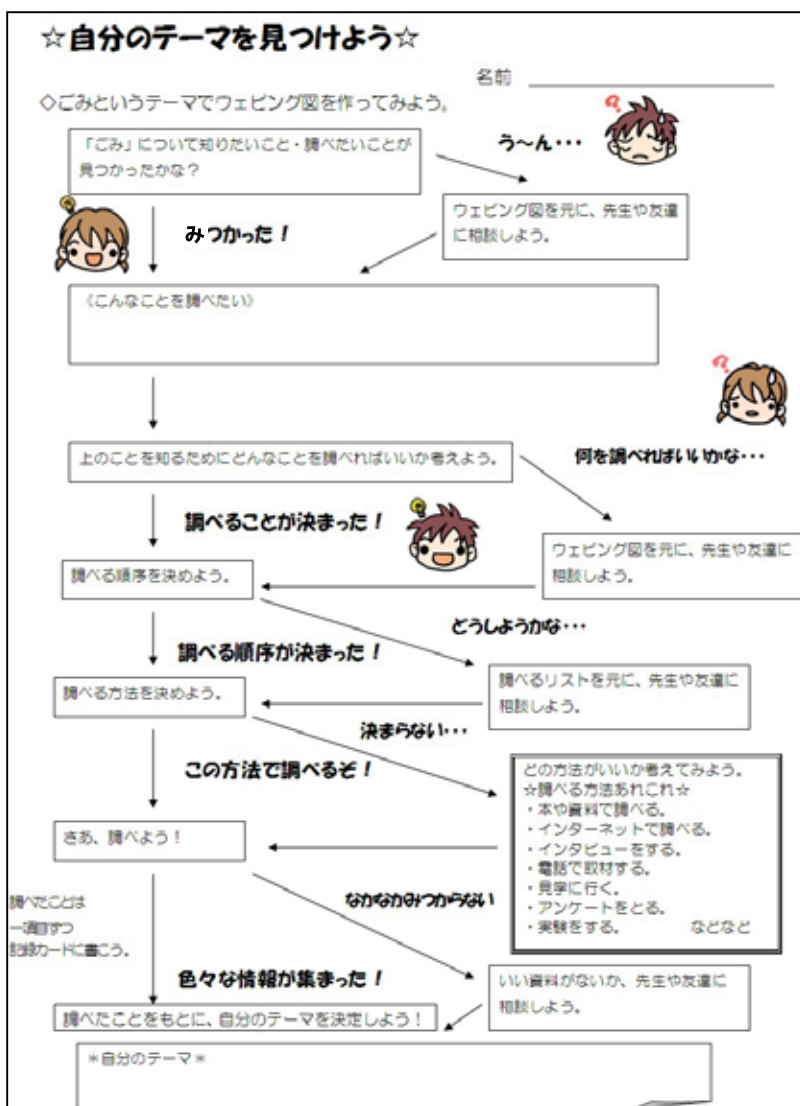 ☆自分のテーマを見つけよう☆
名前
◇ごみというテーマでウェビング図を作ってみよう。
「ごみ」について知りたいこと・調べたいことが
見つかったかな？
う～ん・・・
みつかった！
ウェビング図を元に、先生や友達
に相談しよう。
《こんなことを調べたい》
上のことを知るためにどんなことを調べればいいか考えよう。
何を調べればいいかな・・・
調べることが決まった！
ウェビング図を元に、先生や友達に
相談しよう。
調べる順序を決めよう。
どうしようかな・・・
調べる順序が決まった！
調べるリストを元に、先生や友達に
相談しよう。
調べる方法を決めよう。
決まらない・・・
この方法で調べるぞ！
どの方法がいいか考えてみよう。
☆調べる方法あれこれ☆
・本や資料で調べる。
・インターネットで調べる。
・インタビューをする。
・電話で取材する。
・見学に行く。
・アンケートをとる。
・実験をする。　などなど
さあ、調べよう！
なかなかみつからない
調べたことは
一項目ずつ
記録カードに書こう。
色々な情報が集まった！
いい資料がないか、先生や友達に
相談しよう。
調べたことをもとに、自分のテーマを決定しよう！
＊自分のテーマ＊